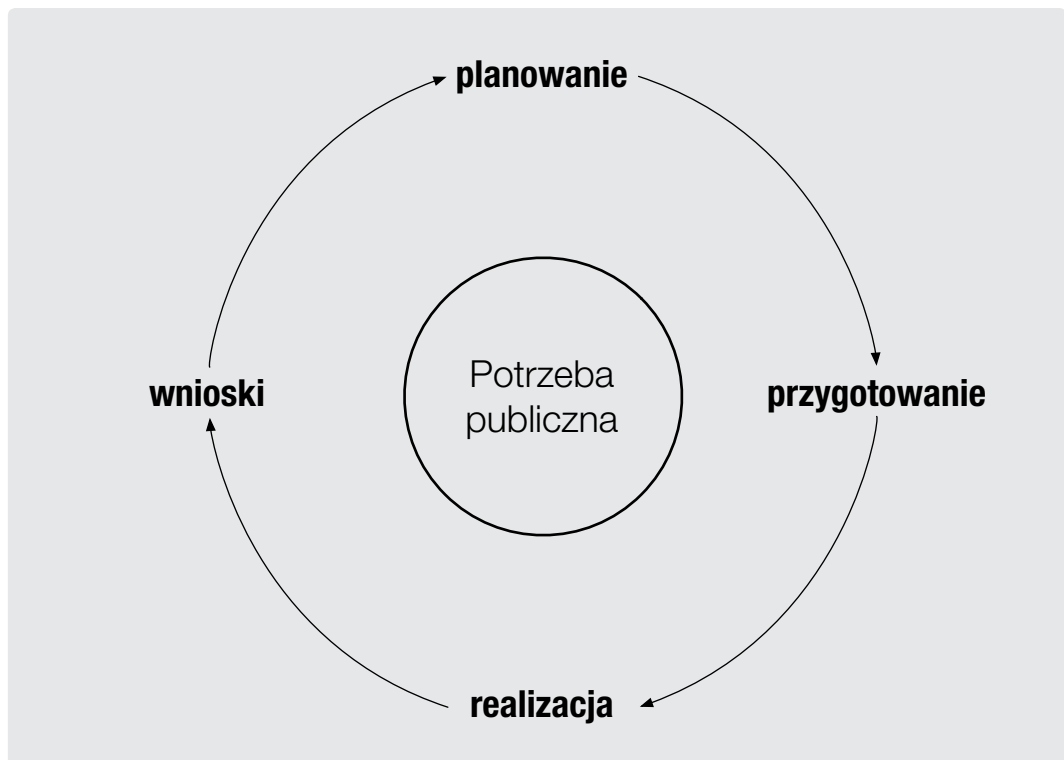 planowanie
Potrzeba
publiczna
wnioski
przygotowanie
realizacja